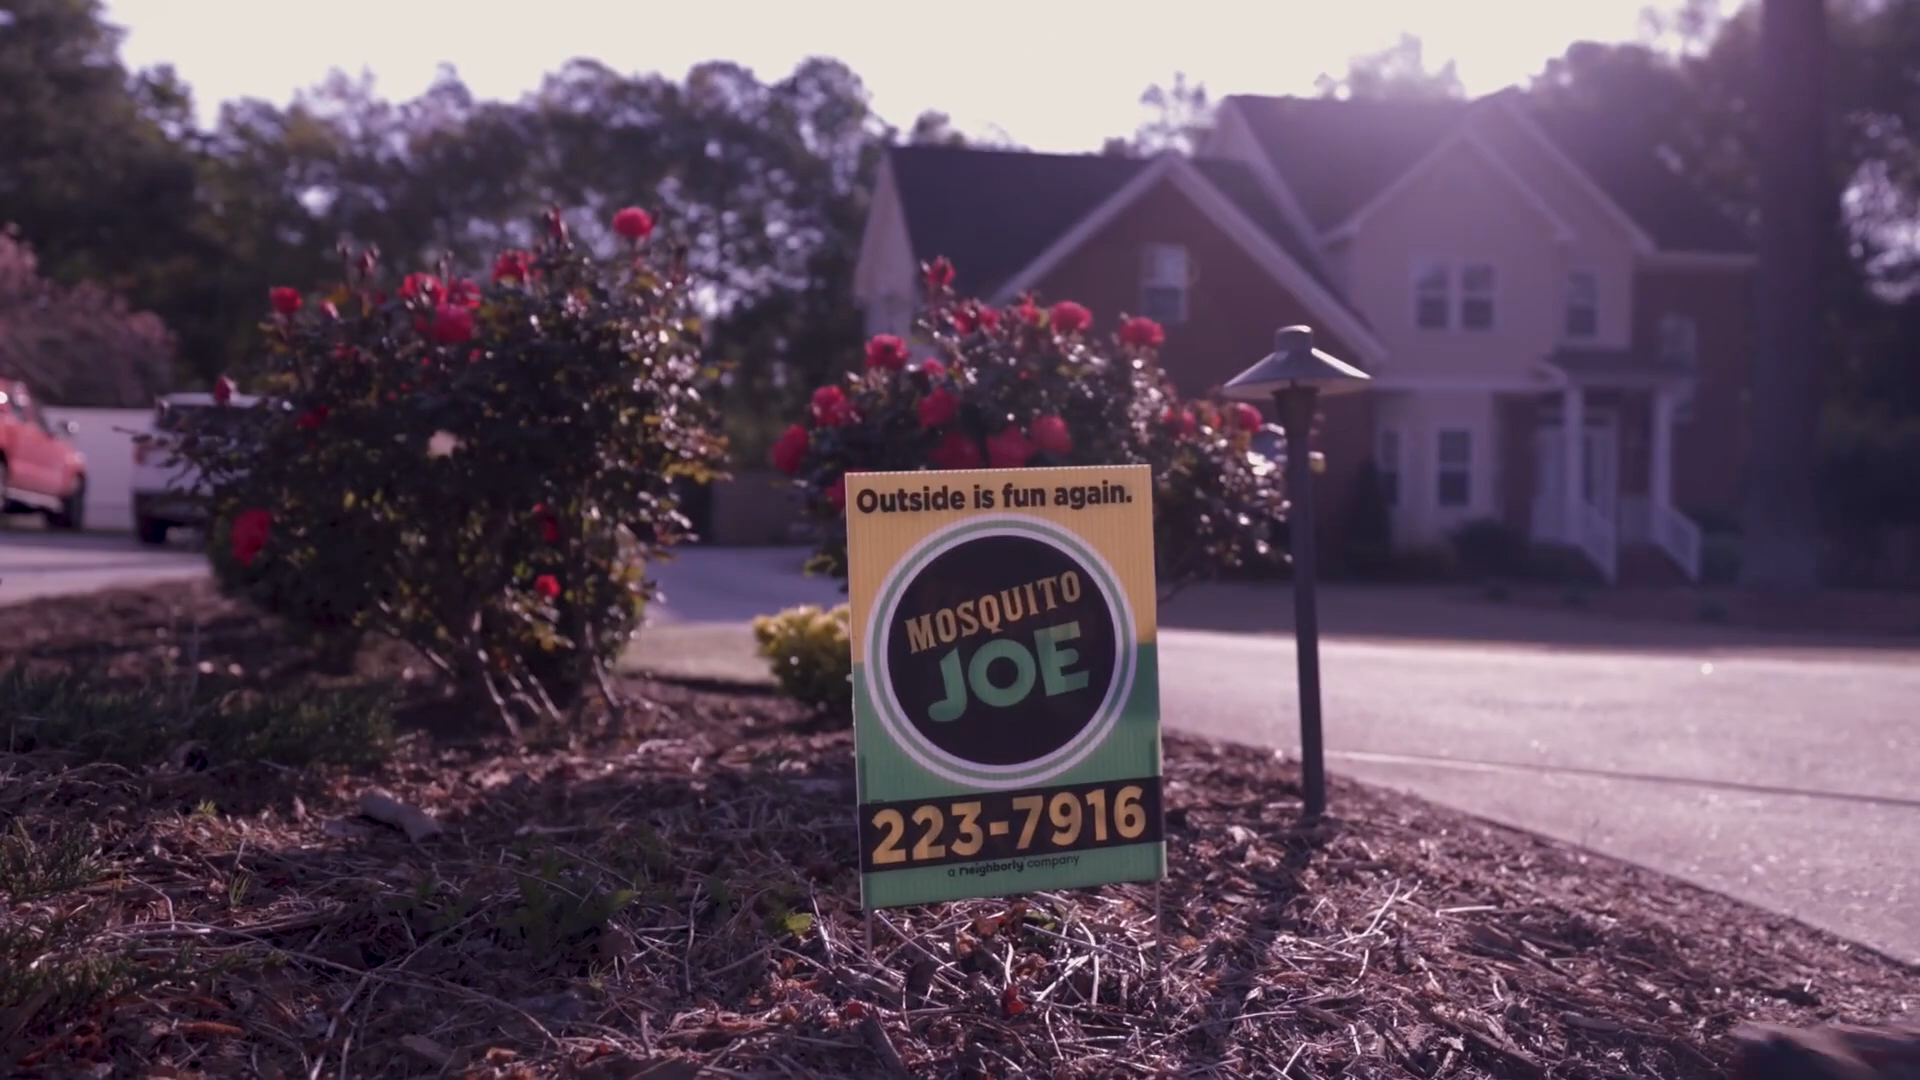 Outside is fun again.
MOSQUITO
JOE
223-7916
a neighborly company